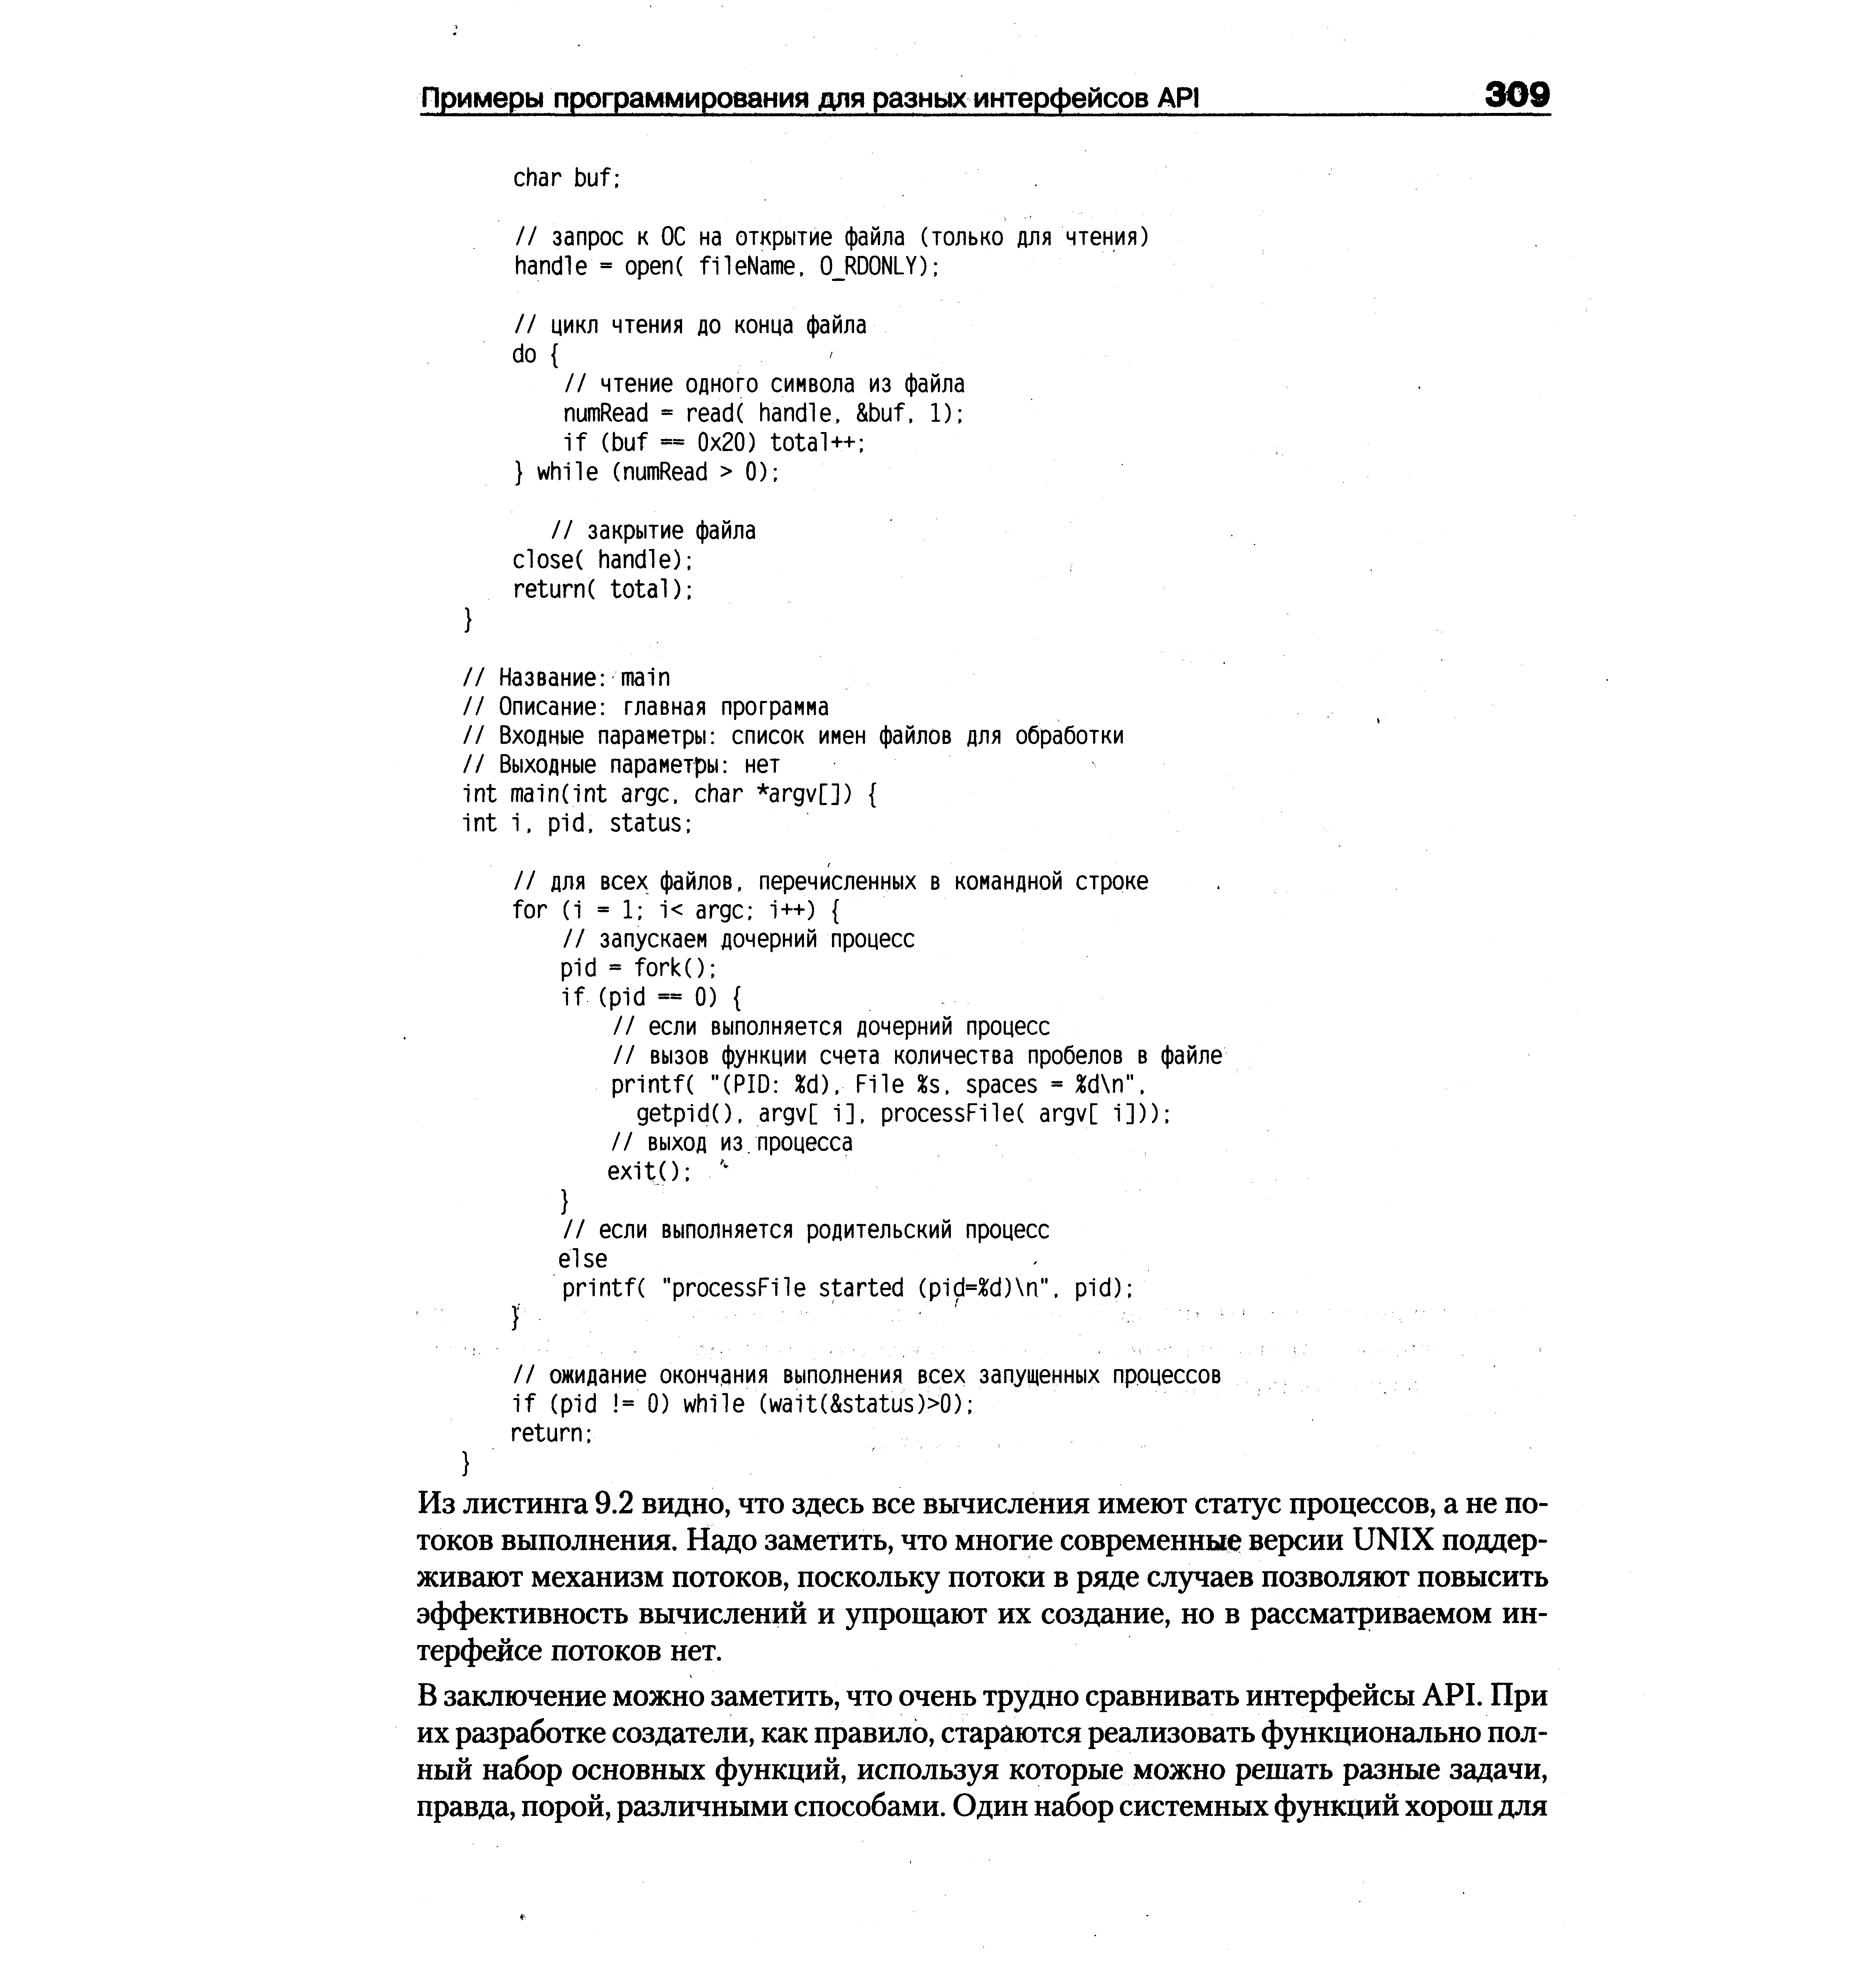 Примеры программирования для разных интерфейсов API 309
char buf;
// запрос к ОС на открытие файла (только для чтения)
handle = open( fileName, O_RDONLY);
// цикл чтения до конца файла
do {
// чтение одного символа из файла
numRead = read( handle, &buf, 1);
if (buf == 0x20) total++;
} while (numRead > 0);
// закрытие файла
close( handle);
return( total);
}
// Название: main
// Описание: главная программа
// Входные параметры: список имен файлов для обработки
// Выходные параметры: нет
int main(int argc, char *argv[]) {
int i, pid, status;
// для всех файлов, перечисленных в командной строке
for (i = 1; i< argc; i++) {
// запускаем дочерний процесс
pid = fork();
if (pid == 0) {
// если выполняется дочерний процесс
// вызов функции счета количества пробелов в файле
printf( "(PID: %d), File %s, spaces = %d\n",
getpid(), argv[ i], processFile( argv[ i]));
// выход из процесса
exit();
}
// если выполняется родительский процесс
else
printf( "processFile started (pid=%d)\n", pid);
}
// ожидание окончания выполнения всех запущенных процессов
if (pid != 0) while (wait(&status)>0);
return;
}
Из листинга 9.2 видно, что здесь все вычисления имеют статус процессов, а не по-
токов выполнения. Надо заметить, что многие современные версии UNIX поддер-
живают механизм потоков, поскольку потоки в ряде случаев позволяют повысить
эффективность вычислений и упрощают их создание, но в рассматриваемом ин-
терфейсе потоков нет.
В заключение можно заметить, что очень трудно сравнивать интерфейсы API. При
их разработке создатели, как правило, стараются реализовать функционально пол-
ный набор основных функций, используя которые можно решать разные задачи,
правда, порой, различными способами. Один набор системных функций хорош для